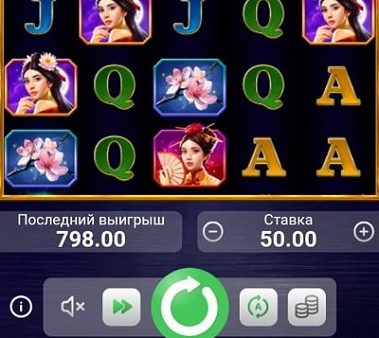 J Q J Q
Q Q A
Q A A
Последний выигрыш
798.00
Ставка
50.00
A